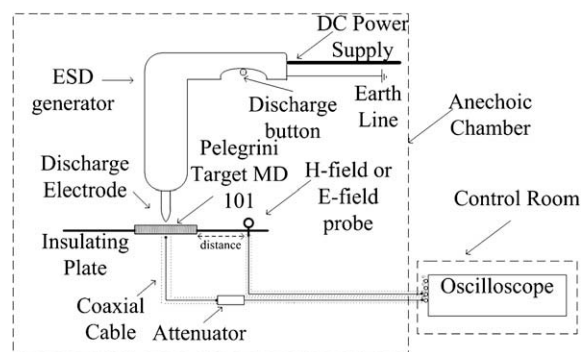 DC Power
Supply
ESD
generator
Discharge
button
Earth
Line
Anechoic
Chamber
Pelegrini
Target MD
101
Discharge
Electrode
H-field or
E-field
probe
Control Room
Insulating
Plate
distance
Oscilloscope
Coaxial
Cable
Attenuator